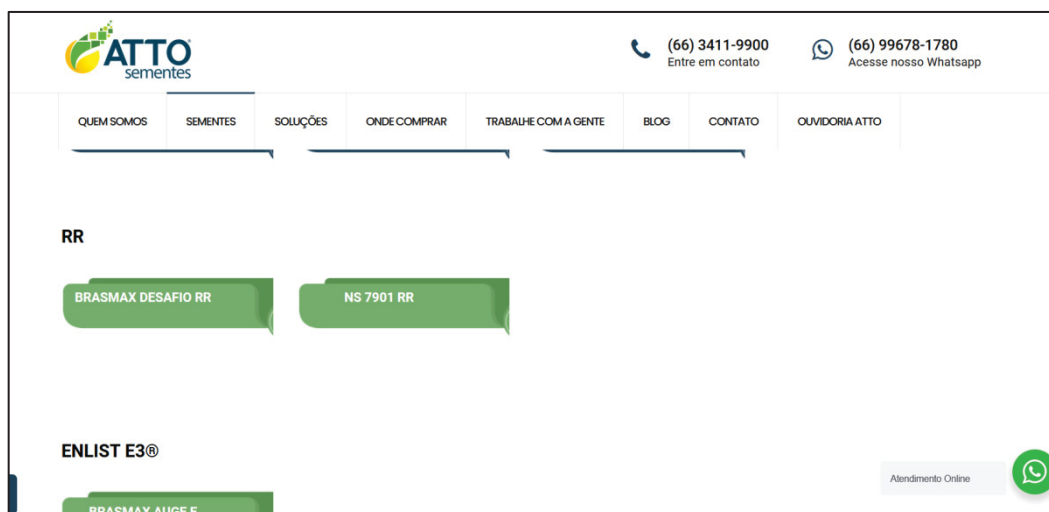 ATTO
sementes
(66) 3411-9900
Entre em contato
(66) 99678-1780
Acesse nosso Whatsapp
QUEM SOMOS SEMENTES SOLUÇÕES ONDE COMPRAR TRABALHE COM A GENTE BLOG CONTATO OUVIDORIA ATTO
RR
BRASMAX DESAFIO RR NS 7901 RR
ENLIST E3®
Atendimento Online
BRASMAX AUGE E